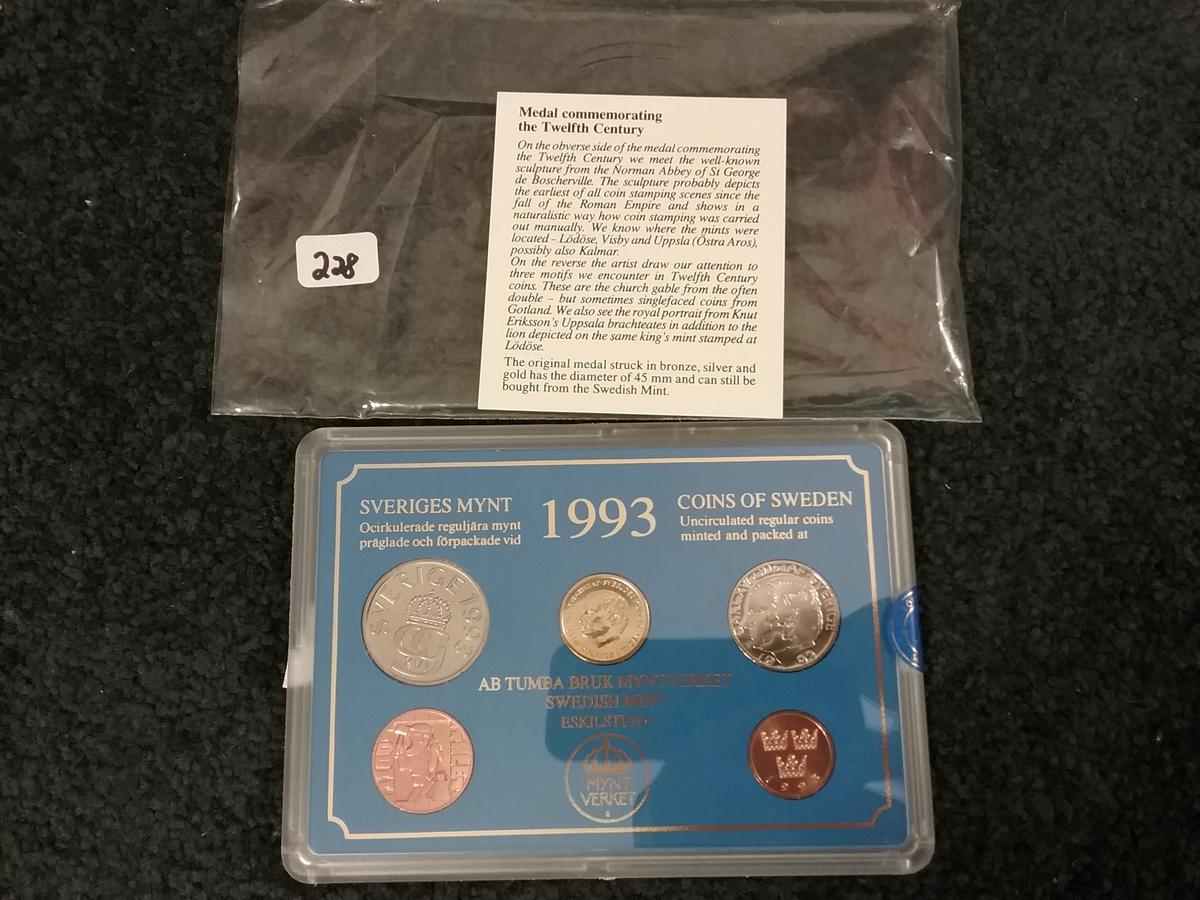 Medal commemorating
the Twelfth Century
On the obverse side of the medal commemorating
the Twelfth Century we meet the well-known
sculpture from the Norman Abbey of St George
de Boscherville. The sculpture probably depicts
the earliest of all coin stamping scenes since the
fall of the Roman Empire and shows in a
naturalistic way how coin stamping was carried
out manually. We know where the mints were
located – Lödöse, Visby and Uppsla (Östra Aros),
possibly also Kalmar.
On the reverse the artist draw our attention to
three motifs we encounter in Twelfth Century
coins. These are the church gable from the often
double – but sometimes singlefaced coins from
Gotland. We also see the royal portrait from Knut
Eriksson's Uppsala brachteates in addition to the
lion depicted on the same king's mint stamped at
Lödöse.
The original medal struck in bronze, silver and
gold has the diameter of 45 mm and can still be
bought from the Swedish Mint.
228
SVERIGES MYNT
Ocirkulerade reguljära mynt
präglade och förpackade vid
1993
COINS OF SWEDEN
Uncirculated regular coins
minted and packed at
SVERIGE 1993
XVI
AB TUMBA BRUK MYNTVERKET
SWEDISH MINT
ESKILSTUNA
MYNT
VERKET